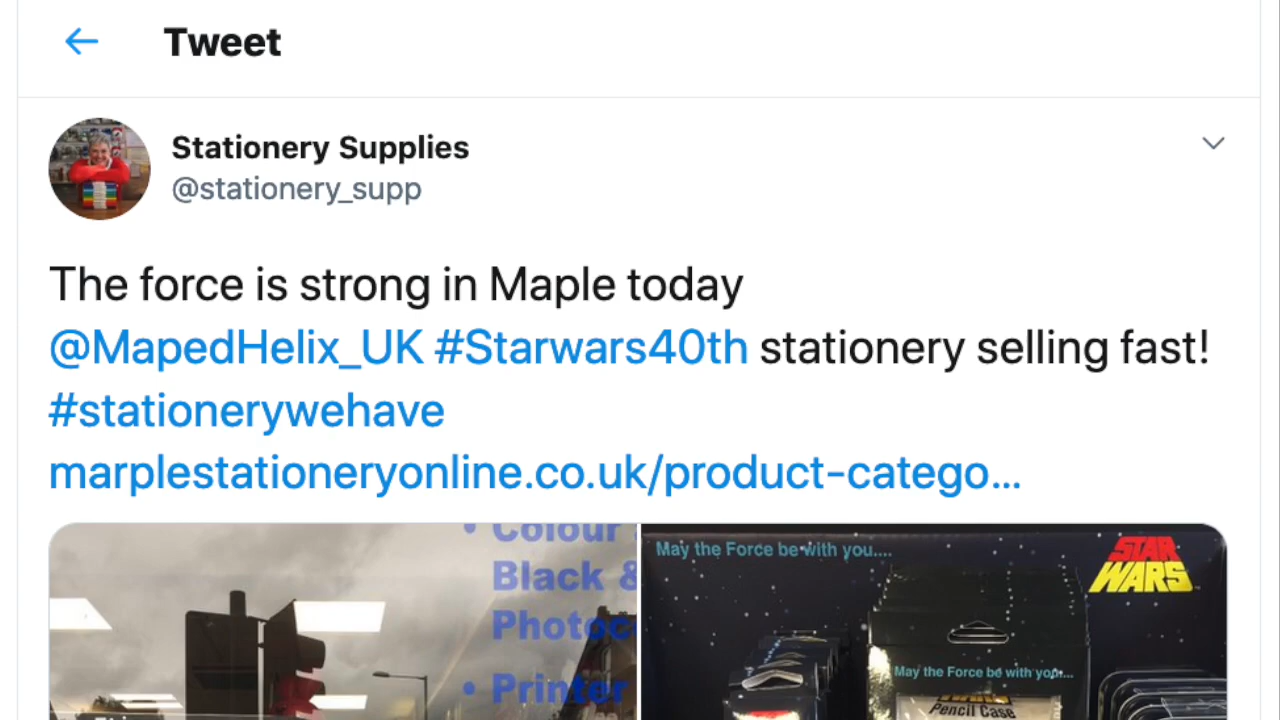 Tweet
Stationery Supplies
@stationery_supp
The force is strong in Maple today
@MapedHelix_UK #Starwars40th stationery selling fast!
#stationerywehave
marplestationeryonline.co.uk/product-catego…
• Colour
Black &
• Printer
May the Force be with you....
STAR
WARS
May the Force be with you....
Pencil Case